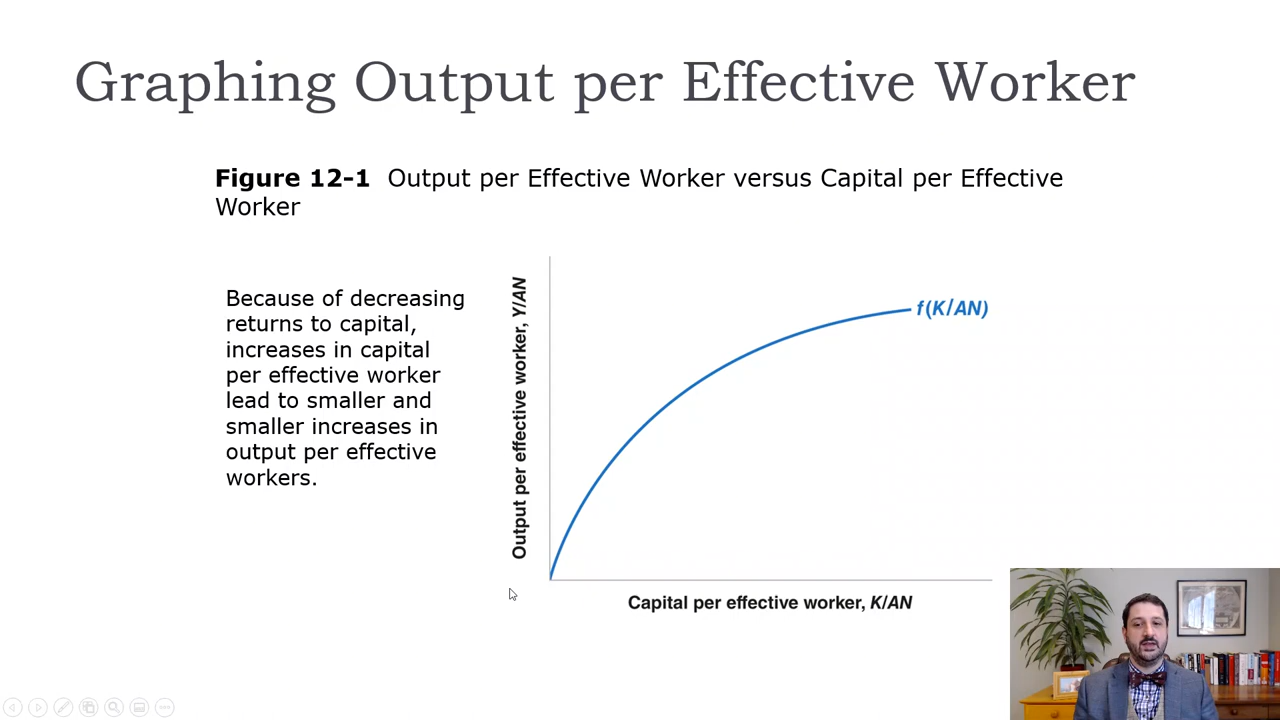 Graphing Output per Effective Worker
Figure 12-1 Output per Effective Worker versus Capital per Effective
Worker
Because of decreasing
returns to capital,
increases in capital
per effective worker
lead to smaller and
smaller increases in
output per effective
workers.
Output per effective worker, Y/AN
f(K/AN)
Capital per effective worker, K/AN